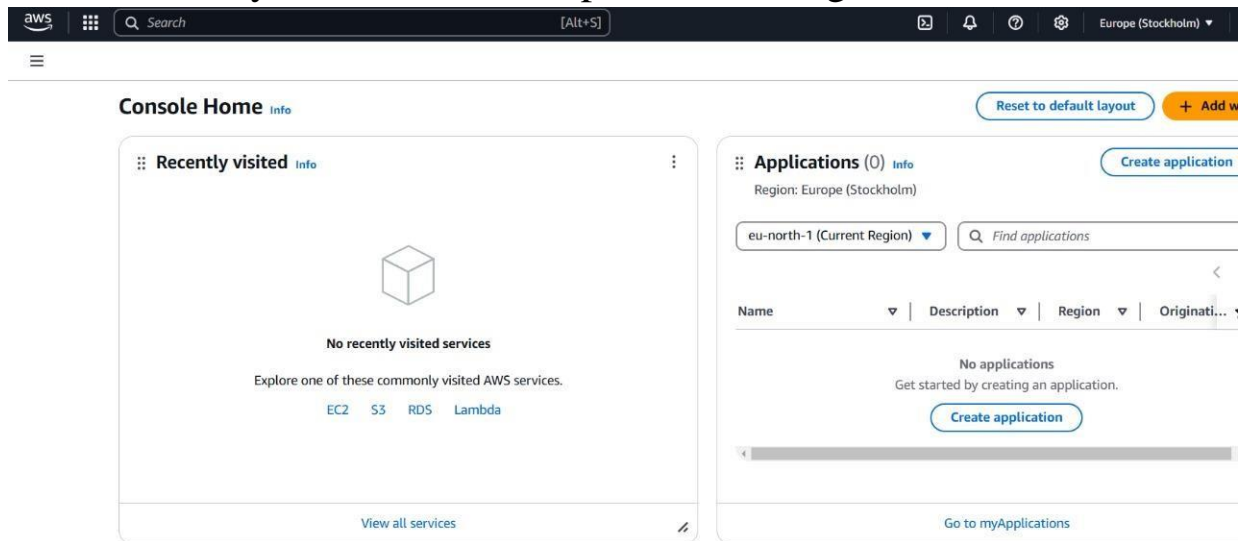 aws
Search [Alt+S]
Europe (Stockholm)
Console Home Info
Reset to default layout
+ Add w
Recently visited Info
No recently visited services
Explore one of these commonly visited AWS services.
EC2 S3 RDS Lambda
View all services
Applications (0) Info
Create application
Region: Europe (Stockholm)
eu-north-1 (Current Region)
Find applications
Name Description Region Originati...
No applications
Get started by creating an application.
Create application
Go to myApplications